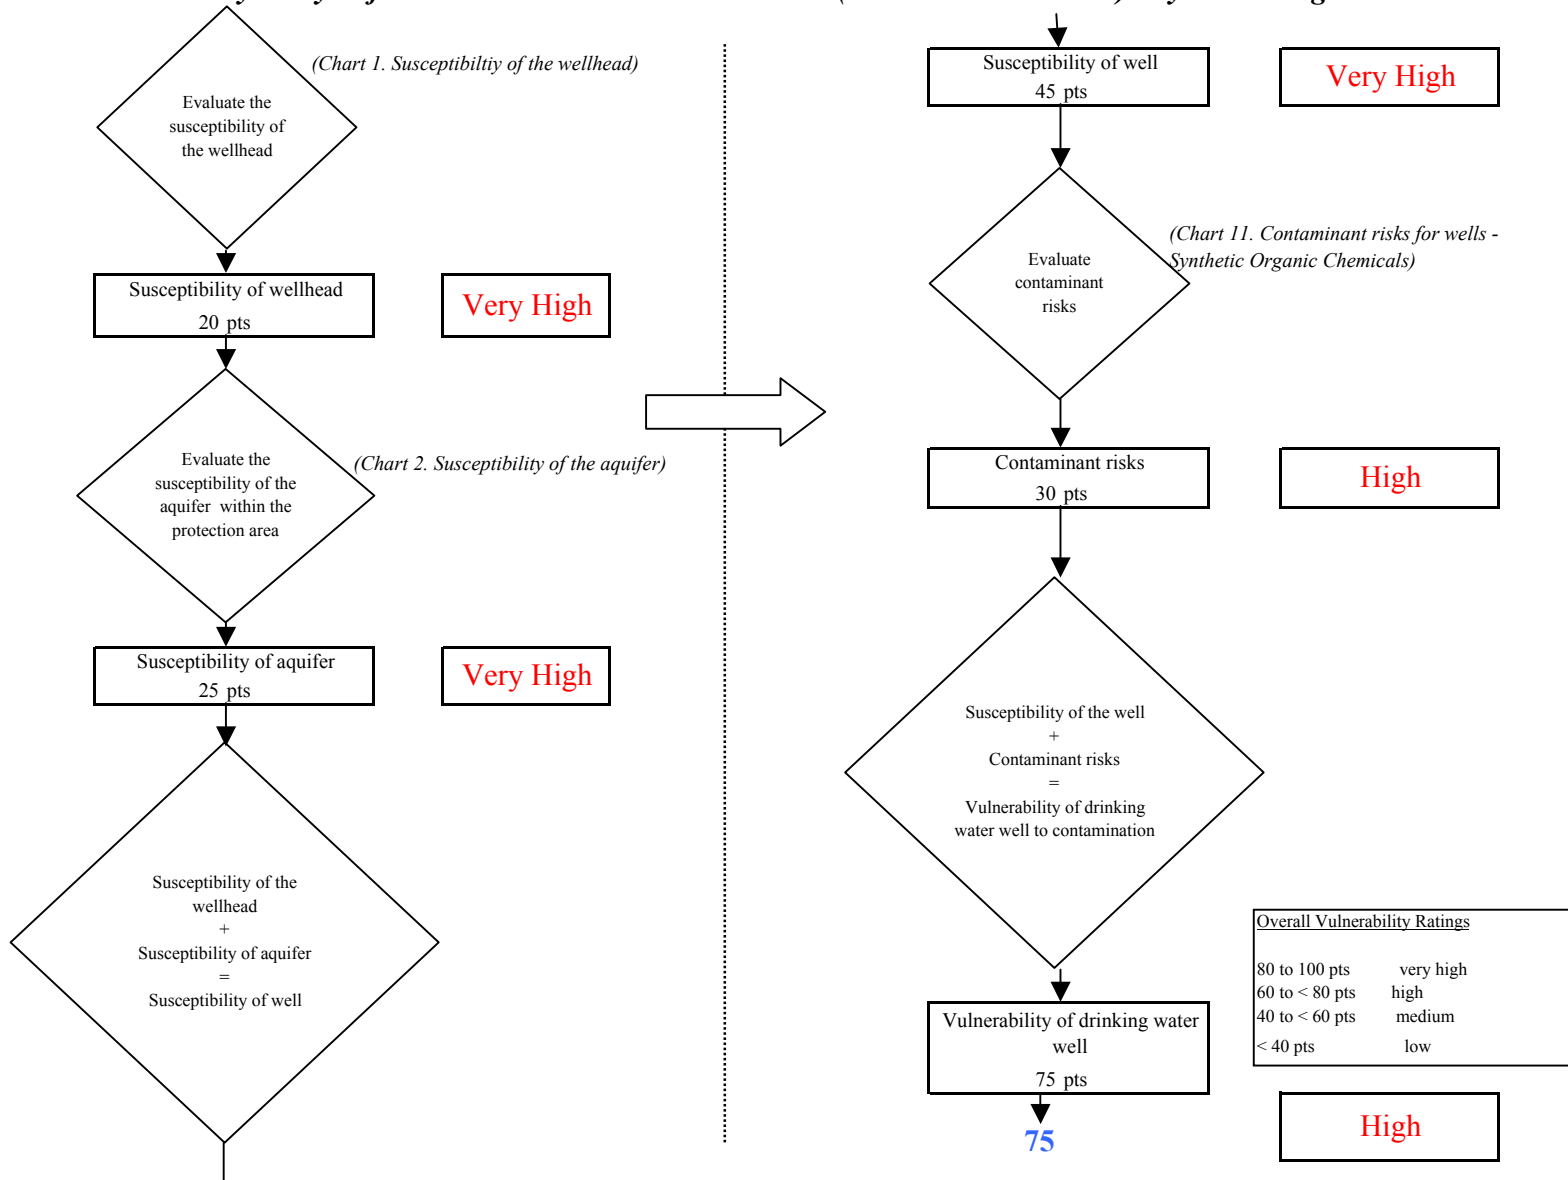 (Chart 1. Susceptibiltiy of the wellhead)
Evaluate the
susceptibility of
the wellhead
Susceptibility of wellhead
20 pts
Very High
Evaluate the
susceptibility of the
aquifer within the
protection area
(Chart 2. Susceptibility of the aquifer)
Susceptibility of aquifer
25 pts
Very High
Susceptibility of the
wellhead
+
Susceptibility of aquifer
=
Susceptibility of well
Susceptibility of well
45 pts
Very High
Evaluate
contaminant
risks
(Chart 11. Contaminant risks for wells -
Synthetic Organic Chemicals)
Contaminant risks
30 pts
High
Susceptibility of the well
+
Contaminant risks
=
Vulnerability of drinking
water well to contamination
Overall Vulnerability Ratings
80 to 100 pts very high
60 to < 80 pts high
40 to < 60 pts medium
< 40 pts low
Vulnerability of drinking water
well
75 pts
75
High